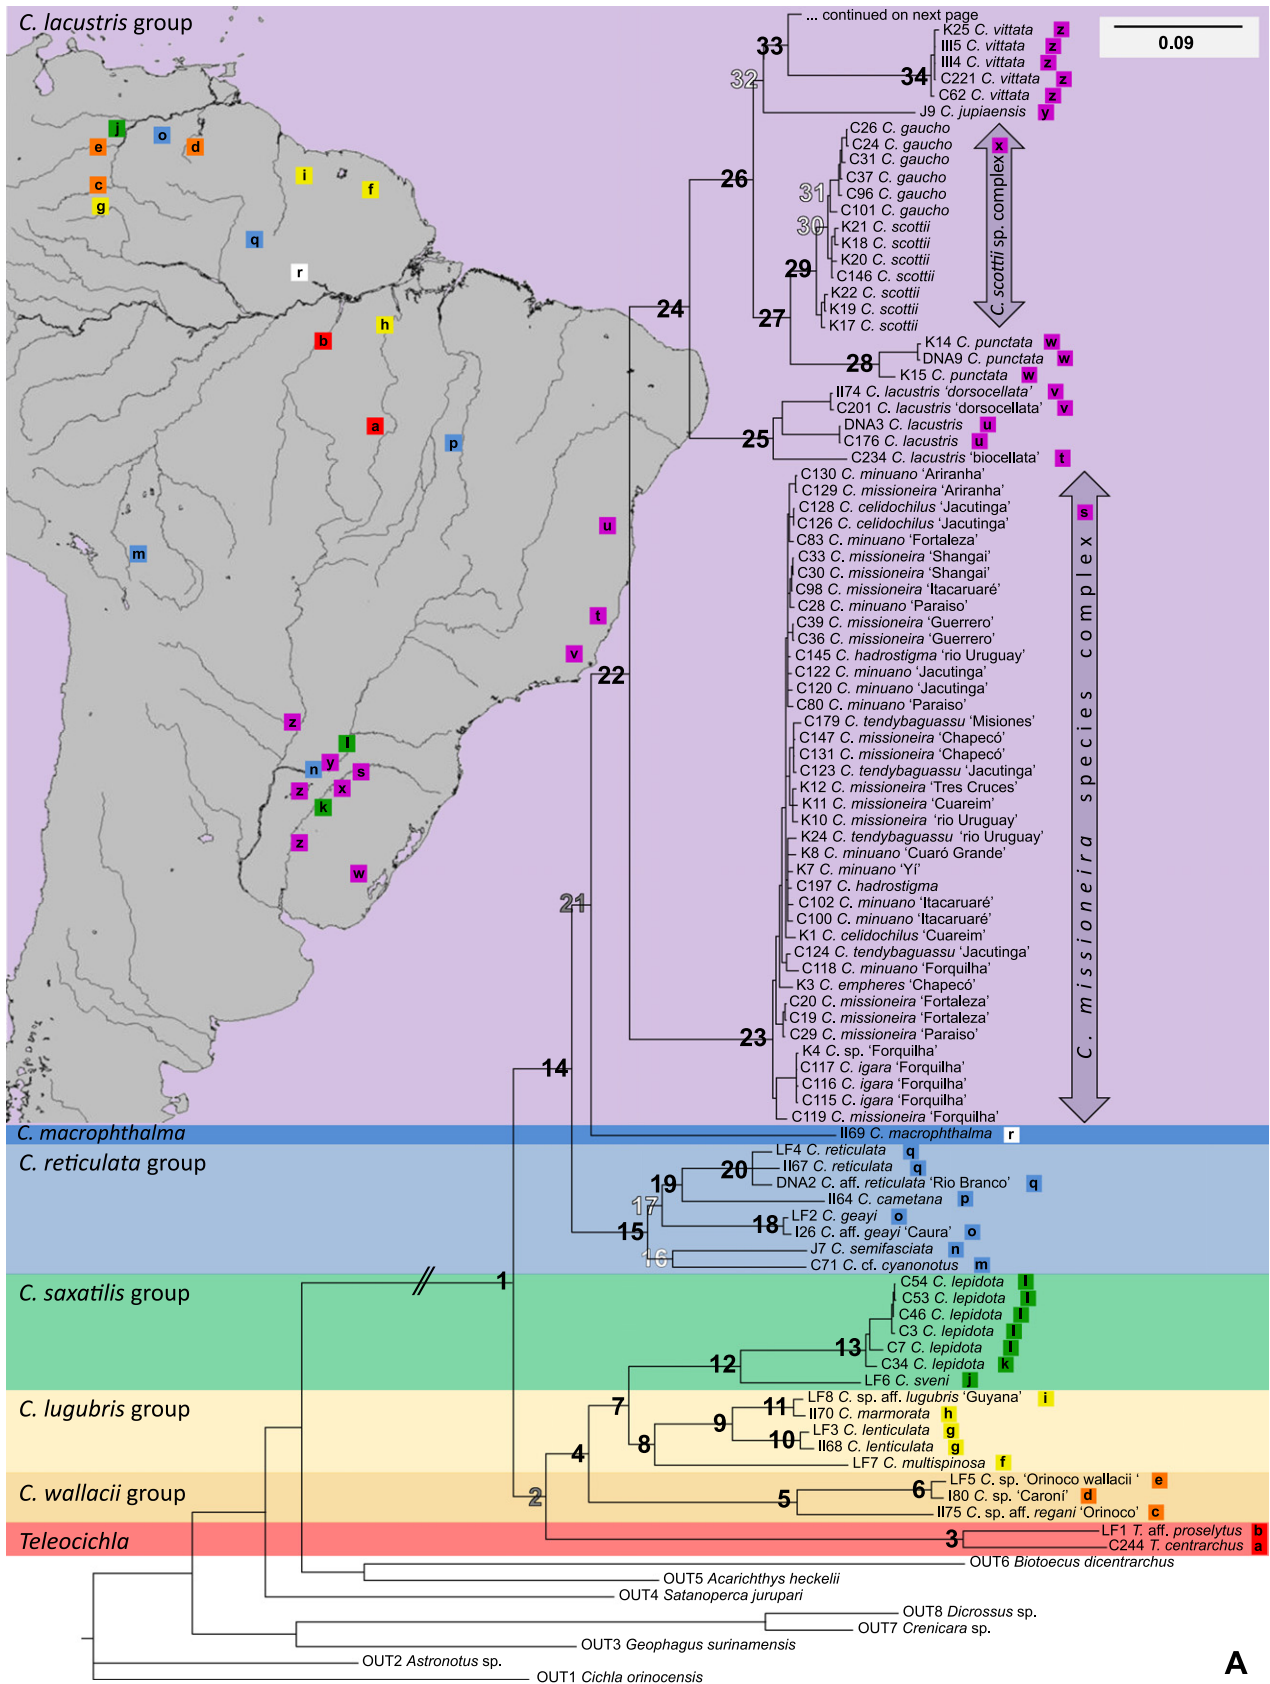 C. lacustris group
... continued on next page
0.09
K25 C. vittata z
III5 C. vittata z
III4 C. vittata z
C221 C. vittata z
C62 C. vittata z
J9 C. jupiaensis y
33
34
32
C26 C. gaucho
C24 C. gaucho
C31 C. gaucho
C37 C. gaucho
C96 C. gaucho
C101 C. gaucho
K21 C. scottii
K18 C. scottii
K20 C. scottii
C146 C. scottii
K22 C. scottii
K19 C. scottii
K17 C. scottii
x
C. scottii sp. complex
26
31
30
29
24
27
K14 C. punctata w
DNA9 C. punctata w
K15 C. punctata w
28
II74 C. lacustris ‘dorsocellata’ v
C201 C. lacustris ‘dorsocellata’ v
DNA3 C. lacustris u
C176 C. lacustris u
C234 C. lacustris ‘biocellata’ t
25
C130 C. minuano ‘Ariranha’
C129 C. missioneira ‘Ariranha’
C128 C. celidochilus ‘Jacutinga’
C126 C. celidochilus ‘Jacutinga’
C83 C. minuano ‘Fortaleza’
C33 C. missioneira ‘Shangai’
C30 C. missioneira ‘Shangai’
C98 C. missioneira ‘Itacaruaré’
C28 C. minuano ‘Paraiso’
C39 C. missioneira ‘Guerrero’
C36 C. missioneira ‘Guerrero’
C145 C. hadrostigma ‘rio Uruguay’
C122 C. minuano ‘Jacutinga’
C120 C. minuano ‘Jacutinga’
C80 C. minuano ‘Paraiso’
C179 C. tendybaguassu ‘Misiones’
C147 C. missioneira ‘Chapecó’
C131 C. missioneira ‘Chapecó’
C123 C. tendybaguassu ‘Jacutinga’
K12 C. missioneira ‘Tres Cruces’
K11 C. missioneira ‘Cuareim’
K10 C. missioneira ‘rio Uruguay’
K24 C. tendybaguassu ‘rio Uruguay’
K8 C. minuano ‘Cuaró Grande’
K7 C. minuano ‘Yí’
C197 C. hadrostigma
C102 C. minuano ‘Itacaruaré’
C100 C. minuano ‘Itacaruaré’
K1 C. celidochilus ‘Cuareim’
C124 C. tendybaguassu ‘Jacutinga’
C118 C. minuano ‘Forquilha’
K3 C. empheres ‘Chapecó’
C20 C. missioneira ‘Fortaleza’
C19 C. missioneira ‘Fortaleza’
C29 C. missioneira ‘Paraiso’
K4 C. sp. ‘Forquilha’
C117 C. igara ‘Forquilha’
C116 C. igara ‘Forquilha’
C115 C. igara ‘Forquilha’
C119 C. missioneira ‘Forquilha’
s
C. missioneira species complex
22
21
23
14
j
o
e
d
c
g
i
f
q
r
h
b
a
p
m
u
t
v
z
l
n
y
s
z
x
k
z
w
C. macrophthalma
II69 C. macrophthalma r
C. reticulata group
LF4 C. reticulata q
II67 C. reticulata q
DNA2 C. aff. reticulata ‘Rio Branco’ q
II64 C. cametana p
LF2 C. geayi o
I26 C. aff. geayi ‘Caura’ o
J7 C. semifasciata n
C71 C. cf. cyanonotus m
20
19
17
18
15
16
C. saxatilis group
C54 C. lepidota l
C53 C. lepidota l
C46 C. lepidota l
C3 C. lepidota l
C7 C. lepidota l
C34 C. lepidota k
LF6 C. sveni j
1
13
12
C. lugubris group
LF8 C. sp. aff. lugubris ‘Guyana’ i
II70 C. marmorata h
LF3 C. lenticulata g
II68 C. lenticulata g
LF7 C. multispinosa f
7
11
9
10
8
4
C. wallacii group
LF5 C. sp. ‘Orinoco wallacii ‘ e
I80 C. sp. ‘Caroní’ d
II75 C. sp. aff. regani ‘Orinoco’ c
6
5
2
Teleocichla
LF1 T. aff. proselytus b
C244 T. centrarchus a
3
OUT6 Biotoecus dicentrarchus
OUT5 Acarichthys heckelii
OUT4 Satanoperca jurupari
OUT8 Dicrossus sp.
OUT7 Crenicara sp.
OUT3 Geophagus surinamensis
OUT2 Astronotus sp.
OUT1 Cichla orinocensis
A